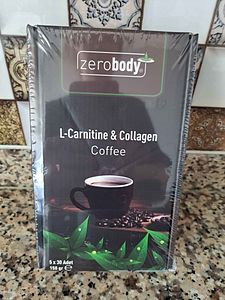 zerobody
L-Carnitine & Collagen
Coffee
5 x 30 Adet
150 gr ℮